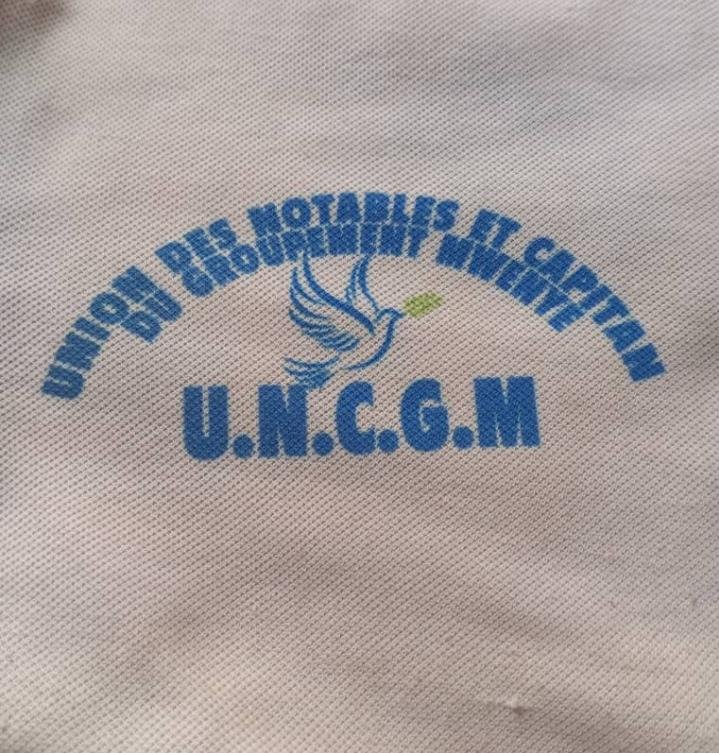 UNION DES NOTABLES ET CAPITAN
DU GROUPEMENT MWENYE
U.N.C.G.M